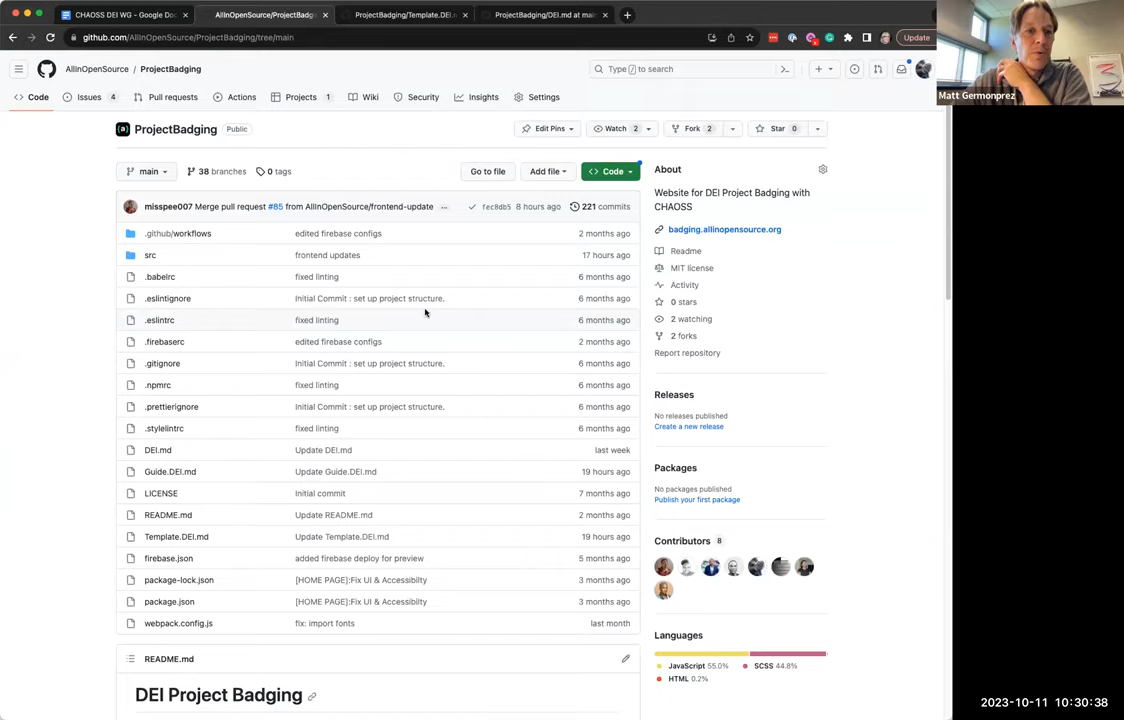 CHAOSS DEI WG - Google Doc
AllInOpenSource/ProjectBadg
ProjectBadging/Template.DEI.n
ProjectBadging/DEI.md at mai
github.com/AllInOpenSource/ProjectBadging/tree/main
Update
AllInOpenSource / ProjectBadging
Type / to search
Code
Issues 4
Pull requests
Actions
Projects 1
Wiki
Security
Insights
Settings
Matt Germonprez
ProjectBadging Public
Edit Pins
Watch 2
Fork 2
Star 0
main
38 branches
0 tags
Go to file
Add file
Code
misspee007 Merge pull request #85 from AllInOpenSource/frontend-update ... fec8db5 8 hours ago 221 commits
.github/workflows edited firebase configs 2 months ago
src frontend updates 17 hours ago
.babelrc fixed linting 6 months ago
.eslintignore Initial Commit : set up project structure. 6 months ago
.eslintrc fixed linting 6 months ago
.firebaserc edited firebase configs 2 months ago
.gitignore Initial Commit : set up project structure. 6 months ago
.npmrc fixed linting 6 months ago
.prettierignore Initial Commit : set up project structure. 6 months ago
.stylelintrc fixed linting 6 months ago
DEI.md Update DEI.md last week
Guide.DEI.md Update Guide.DEI.md 19 hours ago
LICENSE Initial commit 7 months ago
README.md Update README.md 2 months ago
Template.DEI.md Update Template.DEI.md 19 hours ago
firebase.json added firebase deploy for preview 5 months ago
package-lock.json [HOME PAGE]:Fix UI & Accessibilty 3 months ago
package.json [HOME PAGE]:Fix UI & Accessibilty 3 months ago
webpack.config.js fix: import fonts last month
README.md
DEI Project Badging
About
Website for DEI Project Badging with
CHAOSS
badging.allinopensource.org
Readme
MIT license
Activity
0 stars
2 watching
2 forks
Report repository
Releases
No releases published
Create a new release
Packages
No packages published
Publish your first package
Contributors 8
Languages
JavaScript 55.0%
SCSS 44.8%
HTML 0.2%
2023-10-11 10:30:38